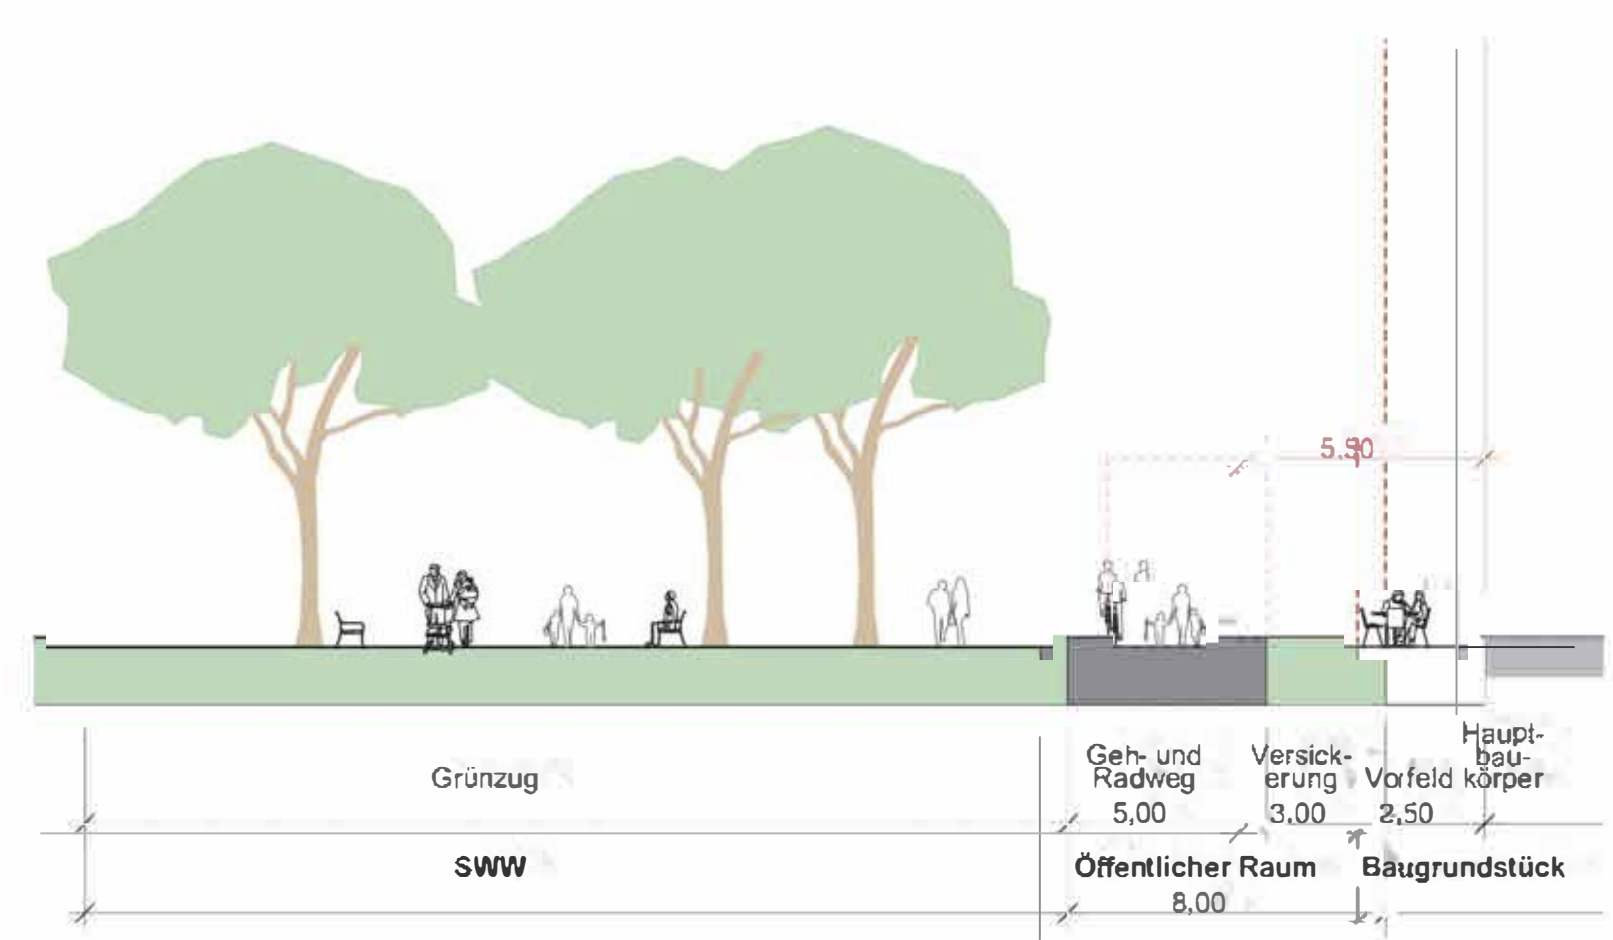 5.50
Haupt-
Geh- und Versick- bau-
Grünzug Radweg erung Vorfeld körper
5,00 3,00 2,50
SWW Öffentlicher Raum Baugrundstück
8,00